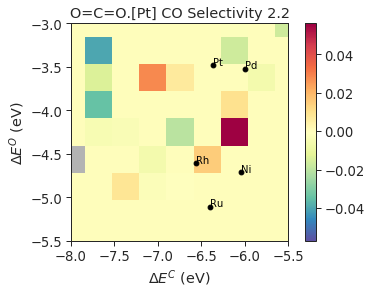 O=C=O.[Pt] CO Selectivity 2.2
−3.0
−3.5
−4.0
−4.5
−5.0
−5.5
ΔE^O (eV)
Pt
Pd
Rh
Ni
Ru
−8.0 −7.5 −7.0 −6.5 −6.0 −5.5
ΔE^C (eV)
0.04
0.02
0.00
−0.02
−0.04